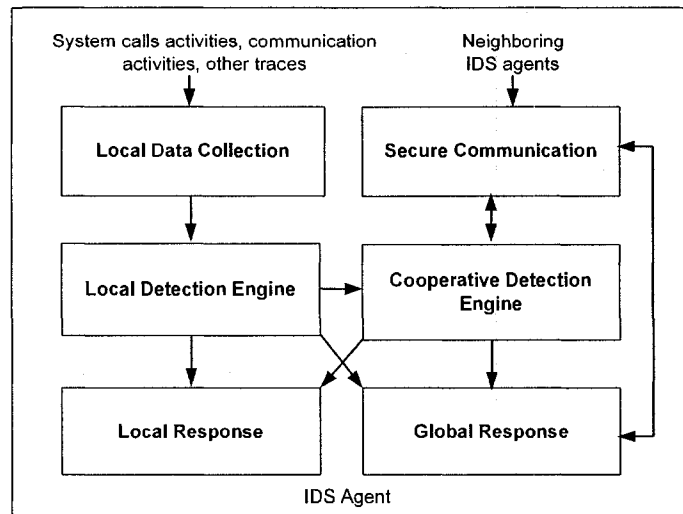 System calls activities, communication
activities, other traces
Neighboring
IDS agents
Local Data Collection
Secure Communication
Local Detection Engine
Cooperative Detection
Engine
Local Response
Global Response
IDS Agent